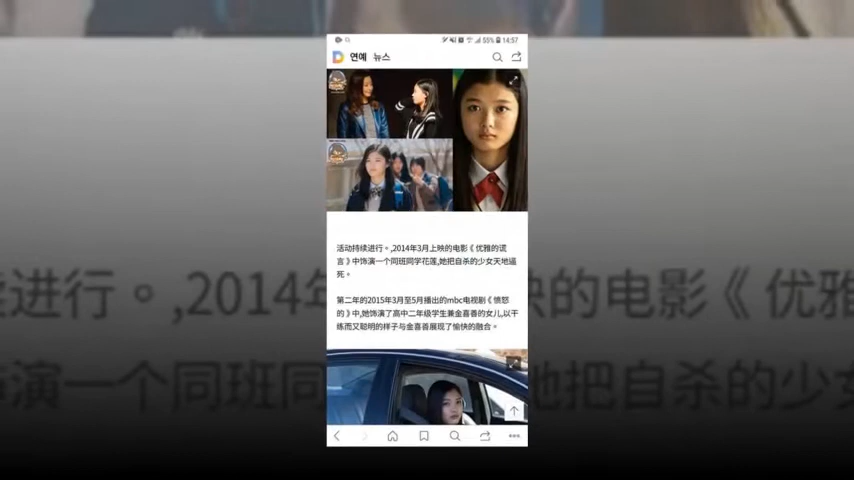 55% 14:57
연예 뉴스
活动持续进行。,2014年3月上映的电影《优雅的谎
言》中饰演一个同班同学花莲,她把自杀的少女天地逼
死。
第二年的2015年3月至5月播出的mbc电视剧《愤怒
的》中,她饰演了高中二年级学生兼金喜善的女儿,以干
练而又聪明的样子与金喜善展现了愉快的融合。
示进行。,2014
的电影《优雅
演一个同班同
她把自杀的少女